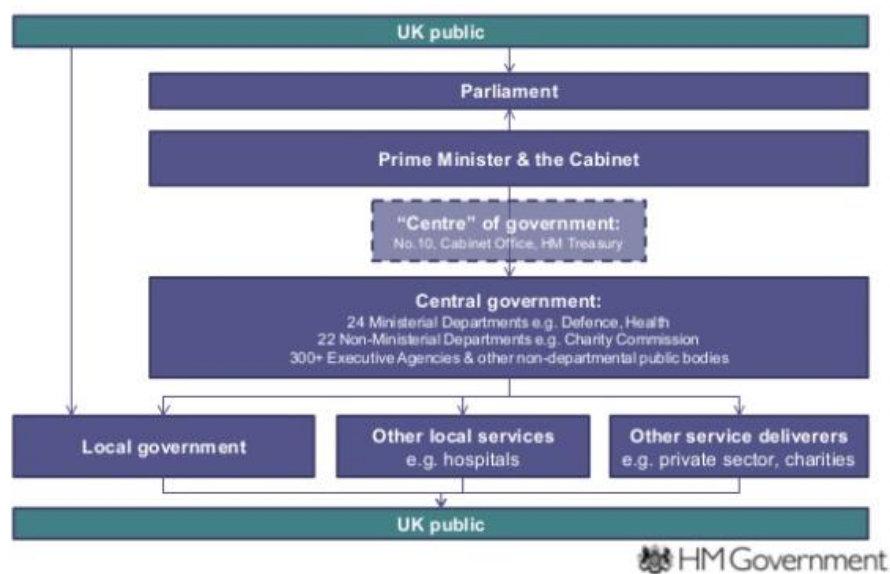 UK public
Parliament
Prime Minister & the Cabinet
“Centre” of government:
No.10, Cabinet Office, HM Treasury
Central government:
24 Ministerial Departments e.g. Defence, Health
22 Non-Ministerial Departments e.g. Charity Commission
300+ Executive Agencies & other non-departmental public bodies
Local government
Other local services
e.g. hospitals
Other service deliverers
e.g. private sector, charities
UK public
HM Government